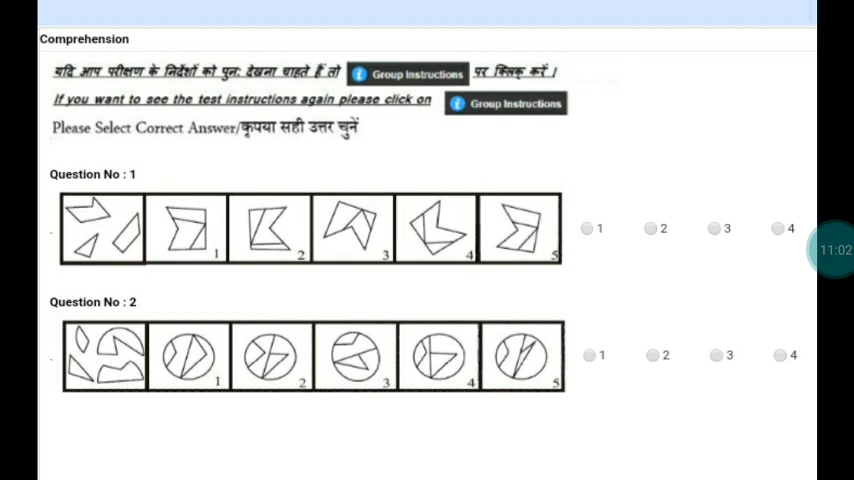 Comprehension
यदि आप परीक्षण के निर्देशों को पुनः देखना चाहते हैं तो Group Instructions पर क्लिक् करें ।
If you want to see the test instructions again please click on Group Instructions
Please Select Correct Answer/कृपया सही उत्तर चुनें
Question No : 1
1 2 3 4 5 1 2 3 4
11:02
Question No : 2
1 2 3 4 5 1 2 3 4